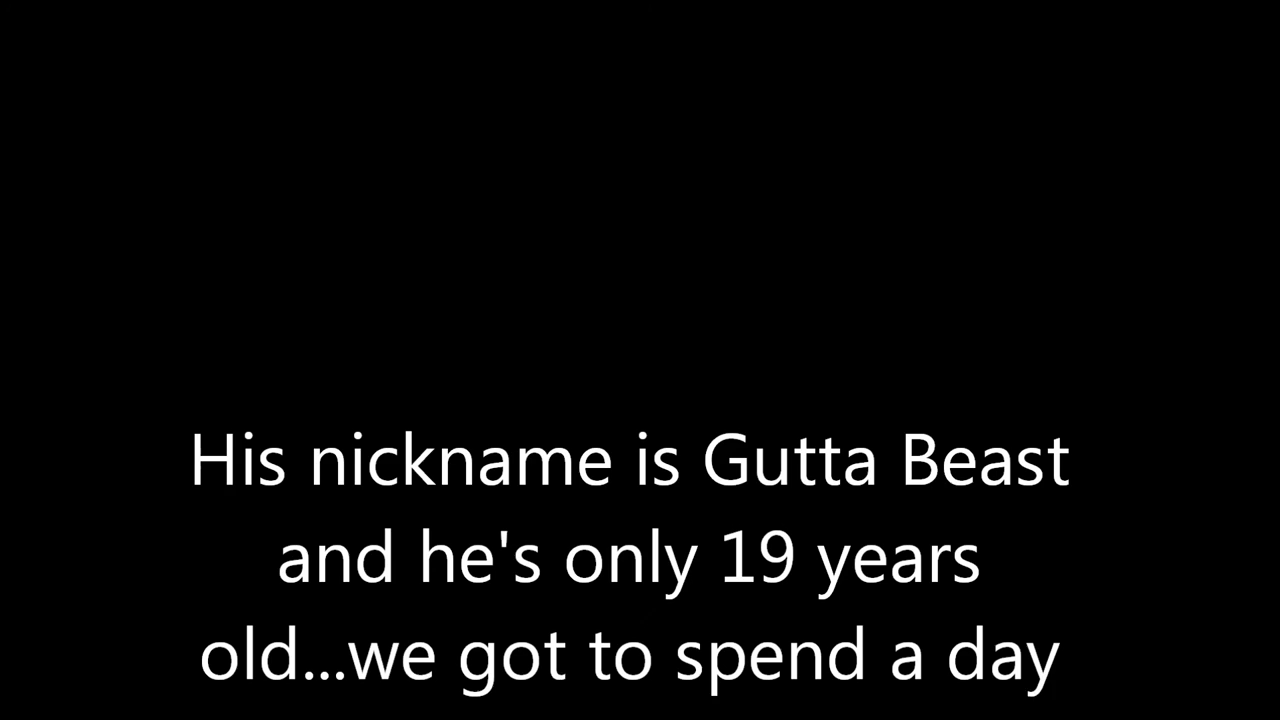 His nickname is Gutta Beast
and he's only 19 years
old...we got to spend a day